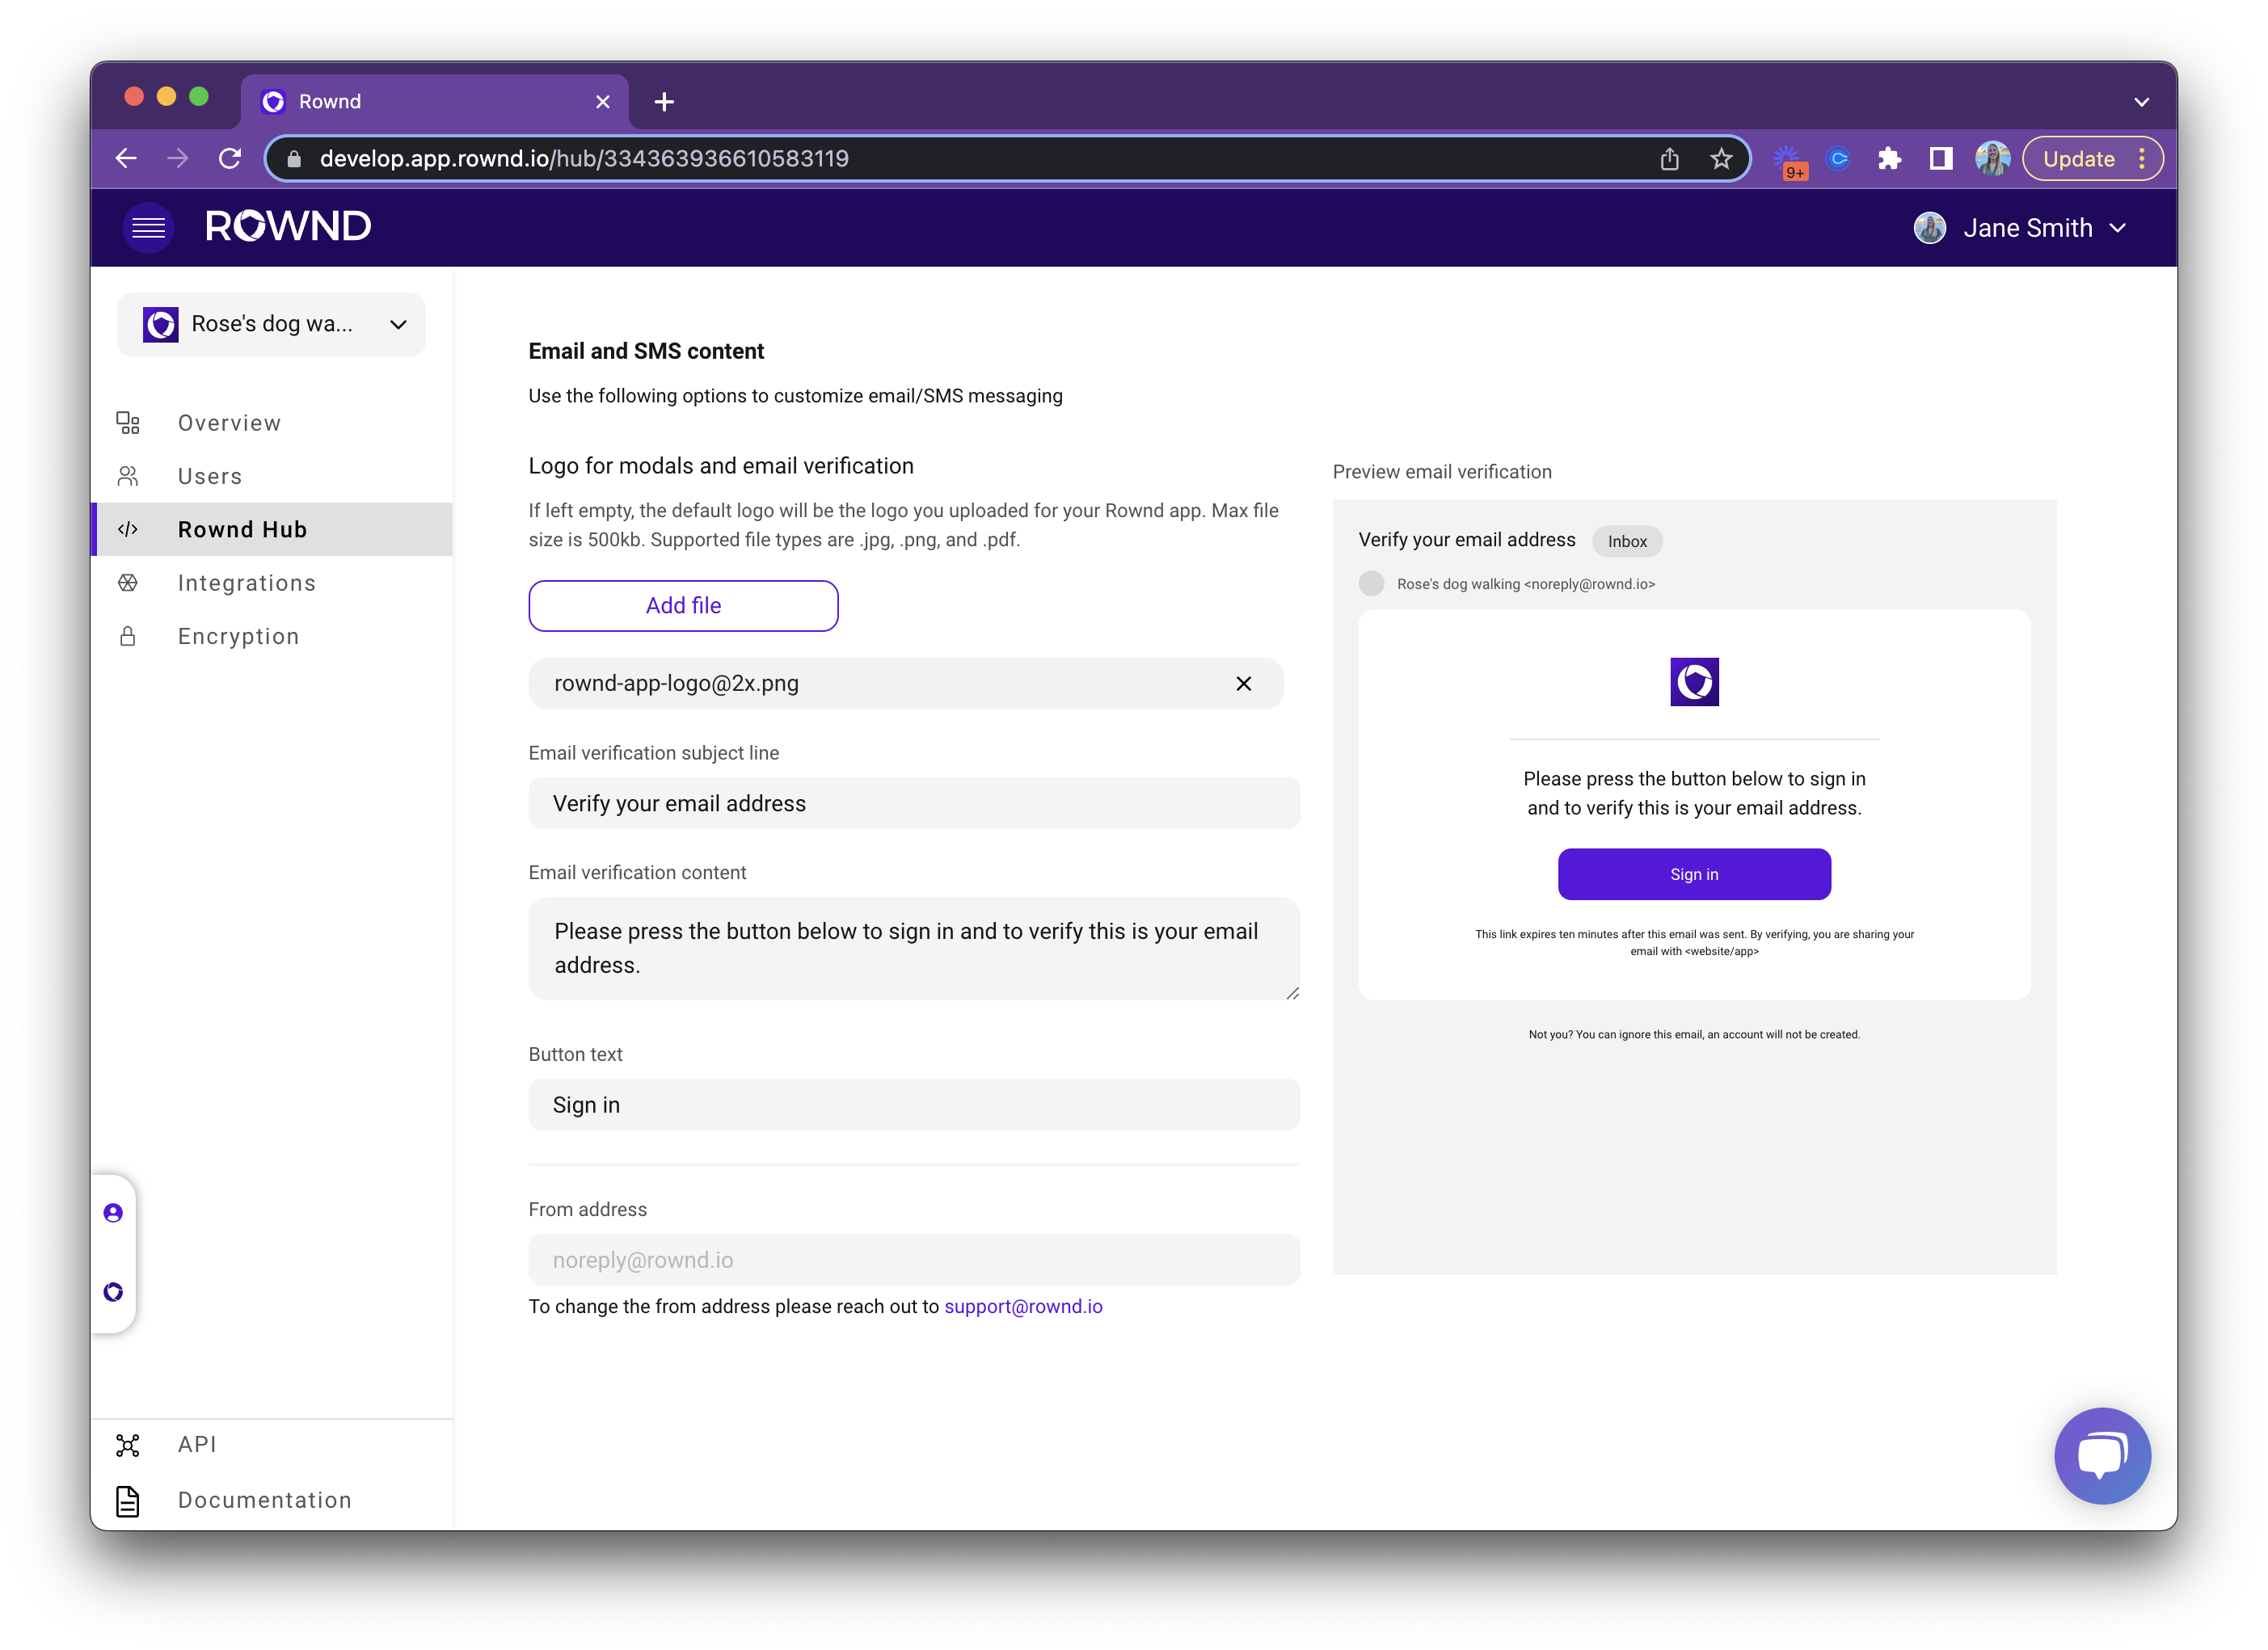 Rownd
develop.app.rownd.io/hub/334363936610583119
9+
Update
ROWND
Jane Smith
Rose's dog wa...
Overview
Users
Rownd Hub
Integrations
Encryption
API
Documentation
Email and SMS content
Use the following options to customize email/SMS messaging
Logo for modals and email verification
If left empty, the default logo will be the logo you uploaded for your Rownd app. Max file
size is 500kb. Supported file types are .jpg, .png, and .pdf.
Add file
rownd-app-logo@2x.png
Email verification subject line
Verify your email address
Email verification content
Please press the button below to sign in and to verify this is your email
address.
Button text
Sign in
From address
noreply@rownd.io
To change the from address please reach out to support@rownd.io
Preview email verification
Verify your email address Inbox
Rose's dog walking <noreply@rownd.io>
Please press the button below to sign in
and to verify this is your email address.
Sign in
This link expires ten minutes after this email was sent. By verifying, you are sharing your
email with <website/app>
Not you? You can ignore this email, an account will not be created.